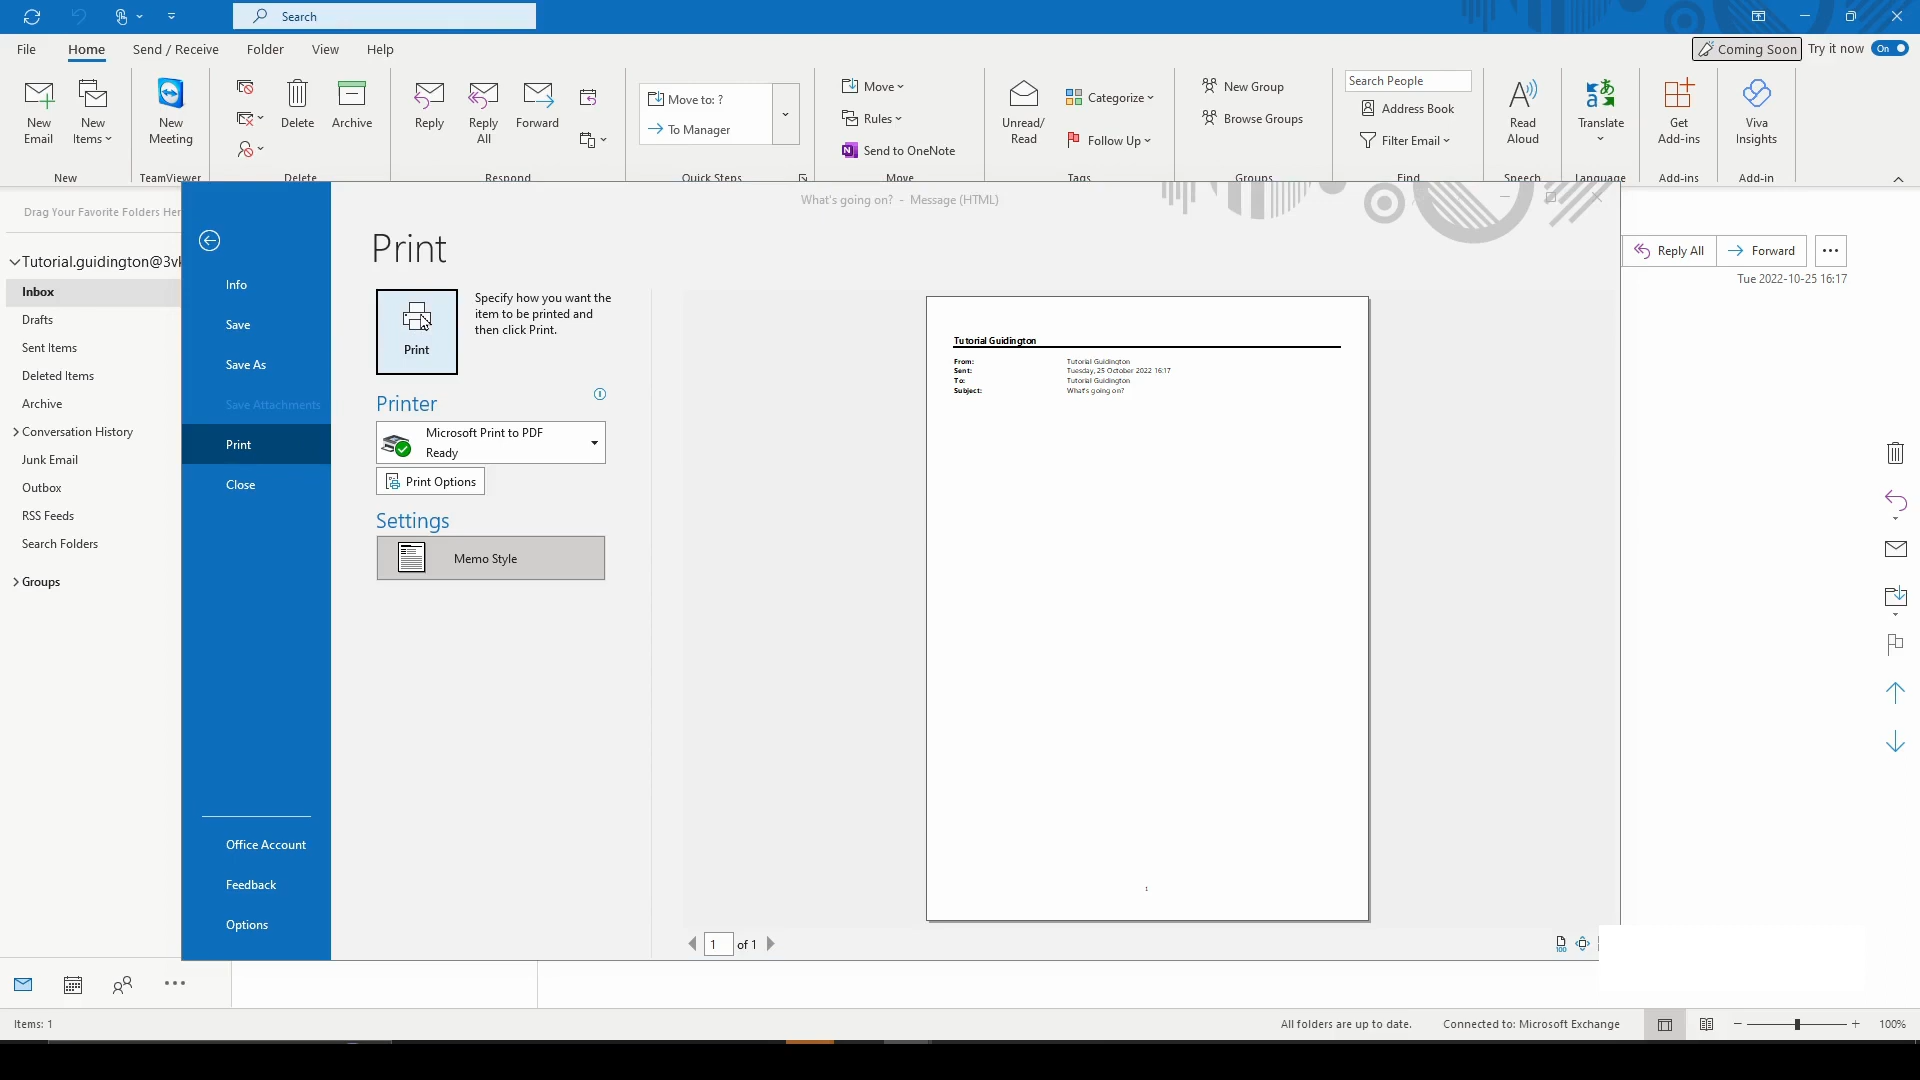 Search
File
Home
Send / Receive
Folder
View
Help
Coming Soon
Try it now
On
New
Email
New
Items
New
Meeting
Delete
Archive
Reply
Reply
All
Forward
Move to: ?
To Manager
Move
Rules
Send to OneNote
Unread/
Read
Categorize
Follow Up
New Group
Browse Groups
Search People
Address Book
Filter Email
Read
Aloud
Translate
Get
Add-ins
Viva
Insights
New
TeamViewer
Delete
Respond
Quick Steps
Move
Tags
Groups
Find
Speech
Language
Add-ins
Add-in
Drag Your Favorite Folders Her
Tutorial.guidington@3vk
Inbox
Drafts
Sent Items
Deleted Items
Archive
Conversation History
Junk Email
Outbox
RSS Feeds
Search Folders
Groups
What's going on? - Message (HTML)
Info
Save
Save As
Save Attachments
Print
Close
Office Account
Feedback
Options
Print
Print
Specify how you want the
item to be printed and
then click Print.
Printer
Microsoft Print to PDF
Ready
Print Options
Settings
Memo Style
Tutorial Guidington
From: Tutorial Guidington
Sent: Tuesday, 25 October 2022 16:17
To: Tutorial Guidington
Subject: What's going on?
1
1 of 1
Reply All
Forward
Tue 2022-10-25 16:17
Items: 1
All folders are up to date.
Connected to: Microsoft Exchange
100%